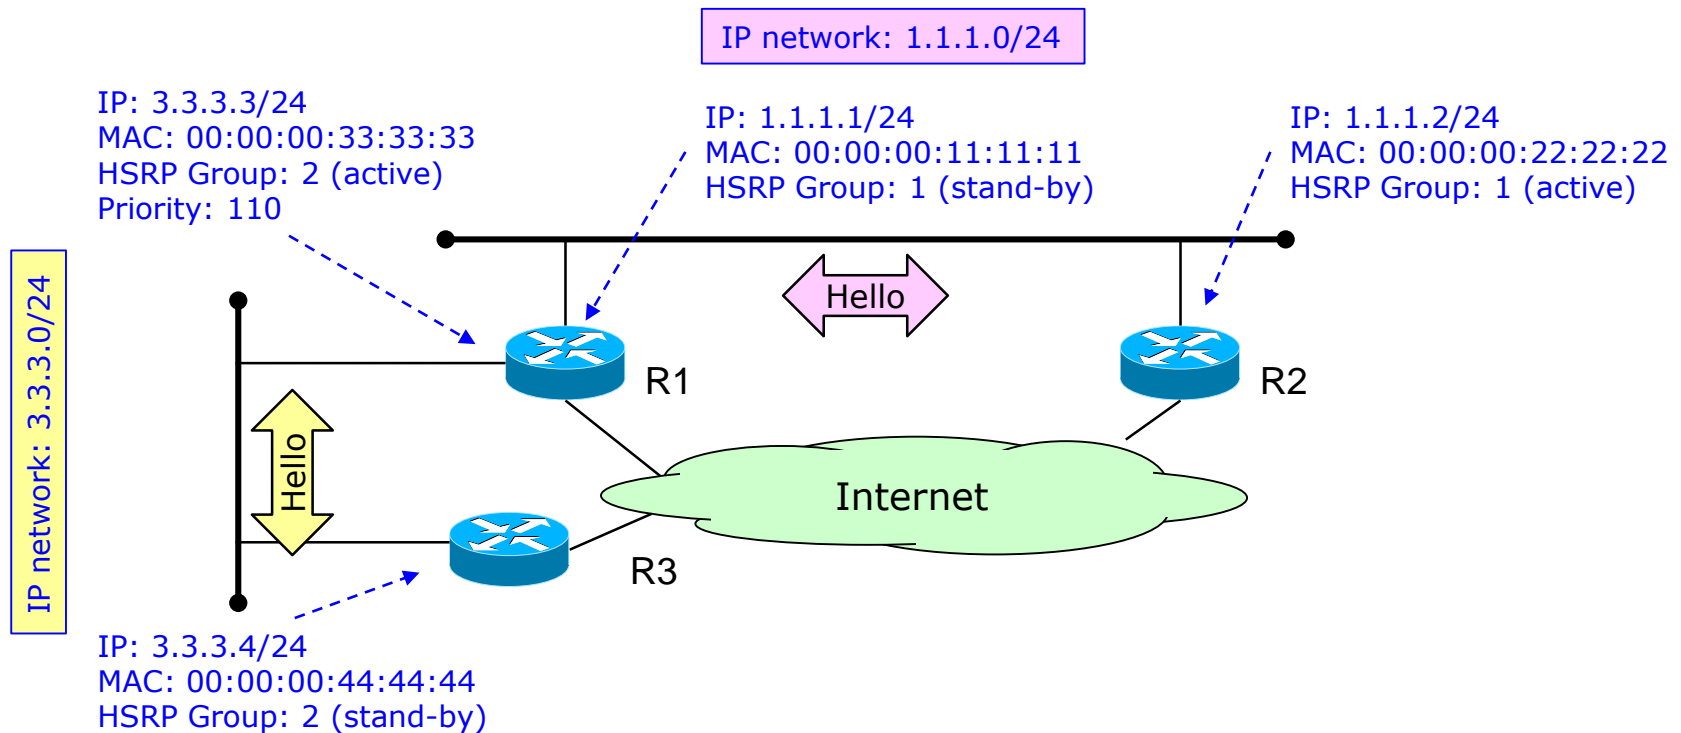 IP network: 1.1.1.0/24
IP: 3.3.3.3/24
MAC: 00:00:00:33:33:33
HSRP Group: 2 (active)
Priority: 110
IP: 1.1.1.1/24
MAC: 00:00:00:11:11:11
HSRP Group: 1 (stand-by)
IP: 1.1.1.2/24
MAC: 00:00:00:22:22:22
HSRP Group: 1 (active)
IP network: 3.3.3.0/24
Hello
R1
R2
Hello
Internet
R3
IP: 3.3.3.4/24
MAC: 00:00:00:44:44:44
HSRP Group: 2 (stand-by)